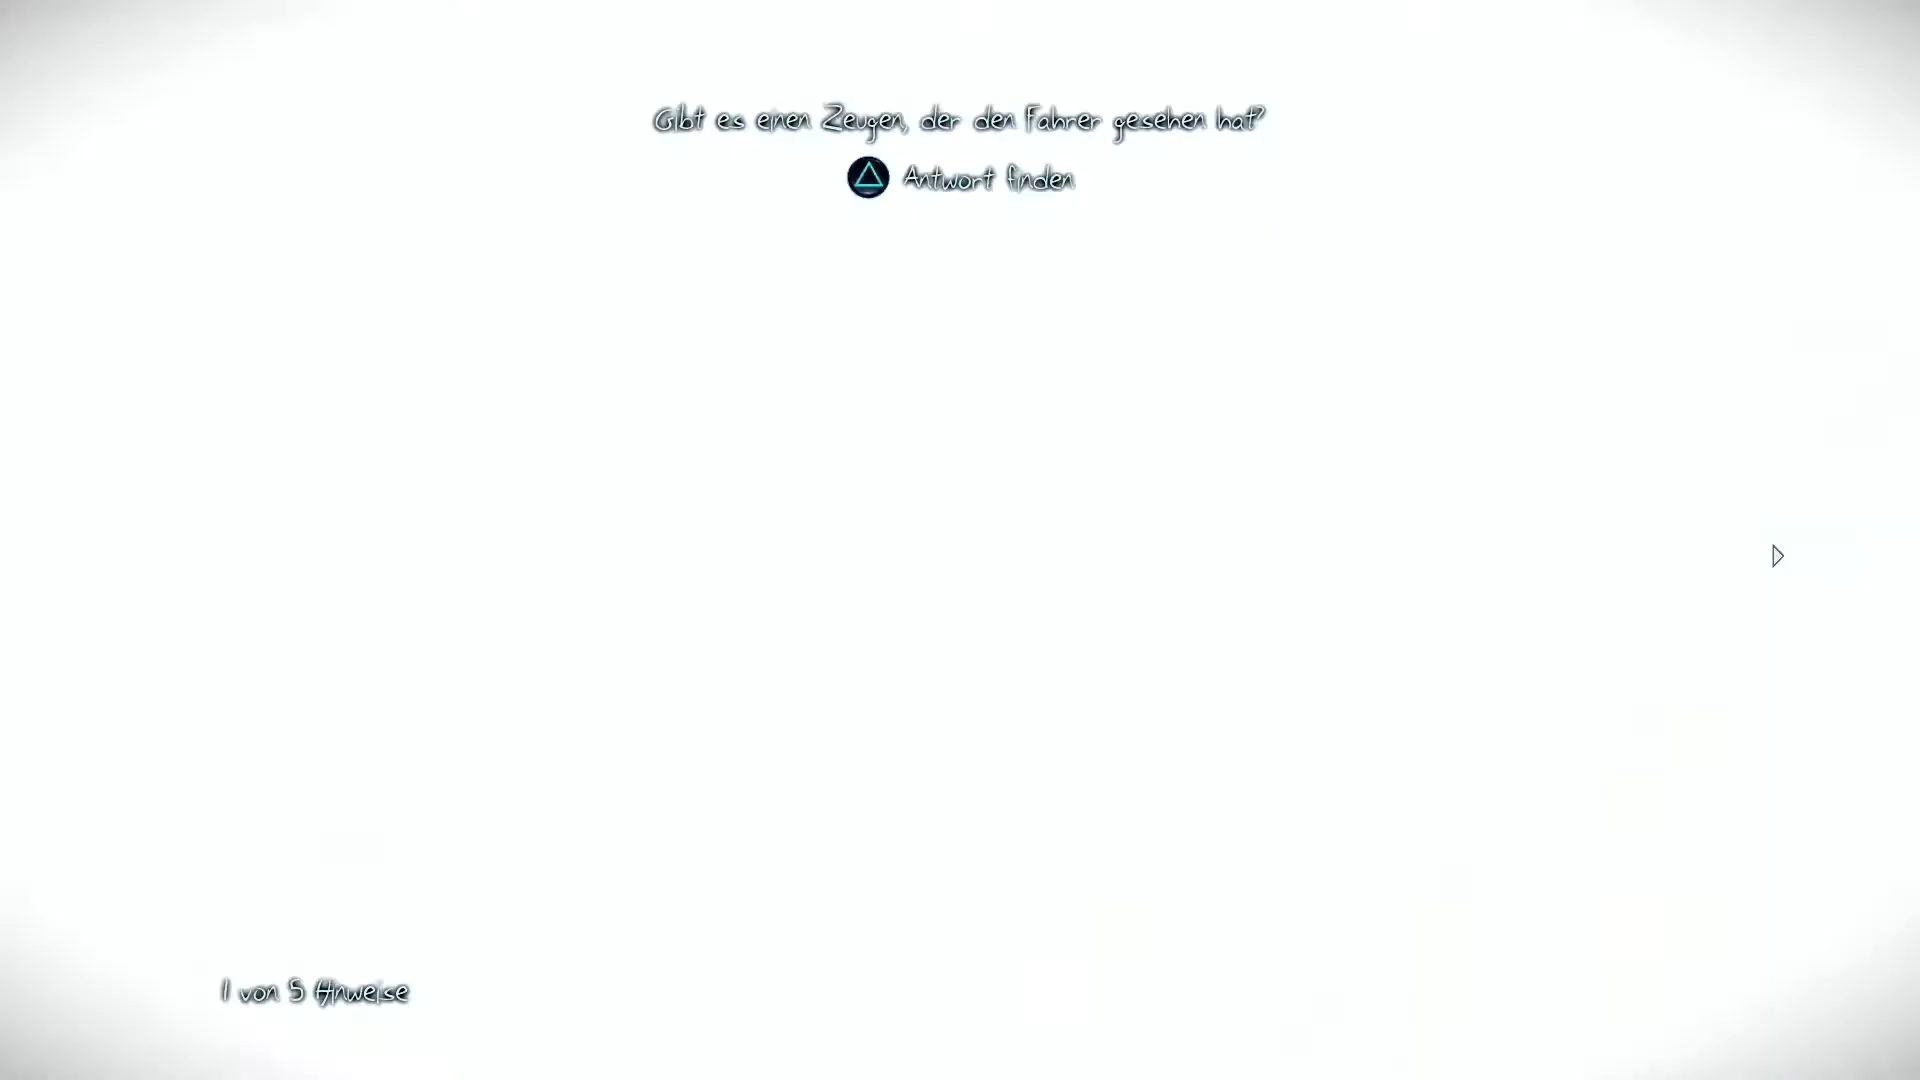 Gibt es einen Zeugen, der den Fahrer gesehen hat?
Antwort finden
1 von 5 Hinweise